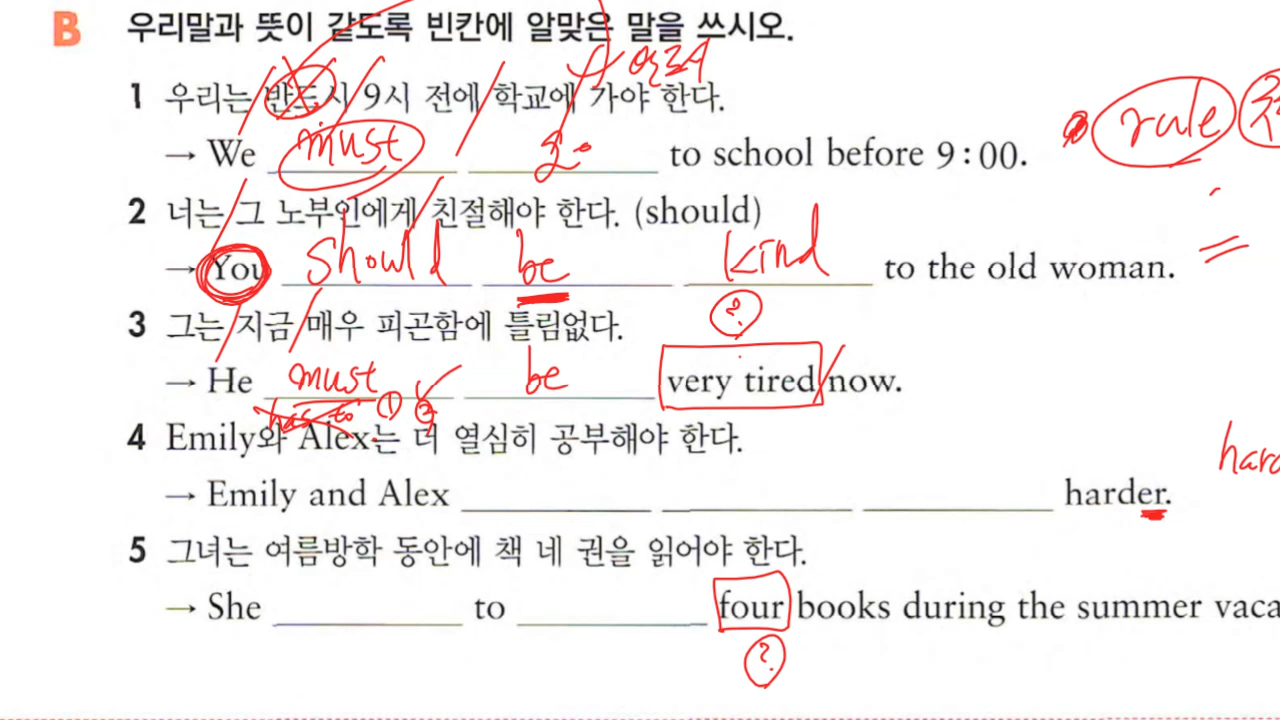 B 우리말과 뜻이 같도록 빈칸에 알맞은 말을 쓰시오.
1 우리는 반드시 9시 전에 학교에 가야 한다.
→ We must go to school before 9:00.
rule
2 너는 그 노부인에게 친절해야 한다. (should)
→ You should be kind to the old woman.
?
3 그는 지금 매우 피곤함에 틀림없다.
→ He must be very tired now.
has to ① ②
4 Emily와 Alex는 더 열심히 공부해야 한다.
→ Emily and Alex harder.
5 그녀는 여름방학 동안에 책 네 권을 읽어야 한다.
→ She to four books during the summer vaca
?